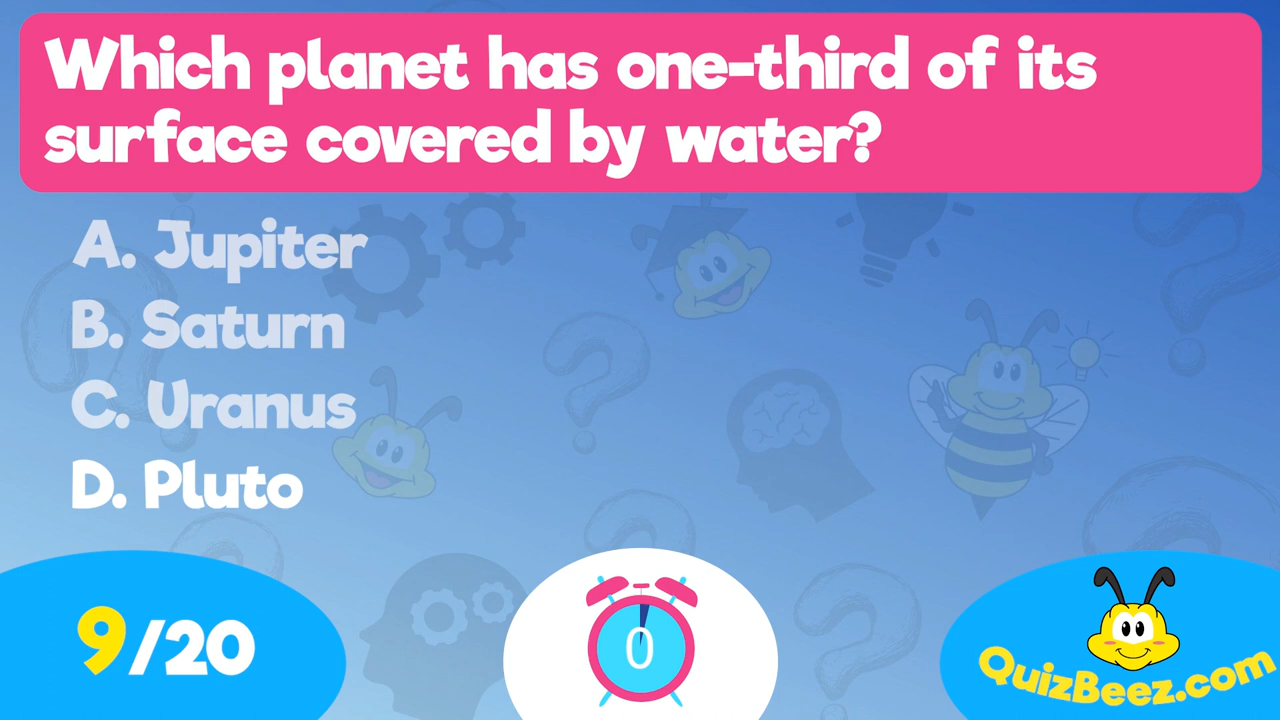 Which planet has one-third of its
surface covered by water?
A. Jupiter
B. Saturn
C. Uranus
D. Pluto
9/20
0
QuizBeez.com